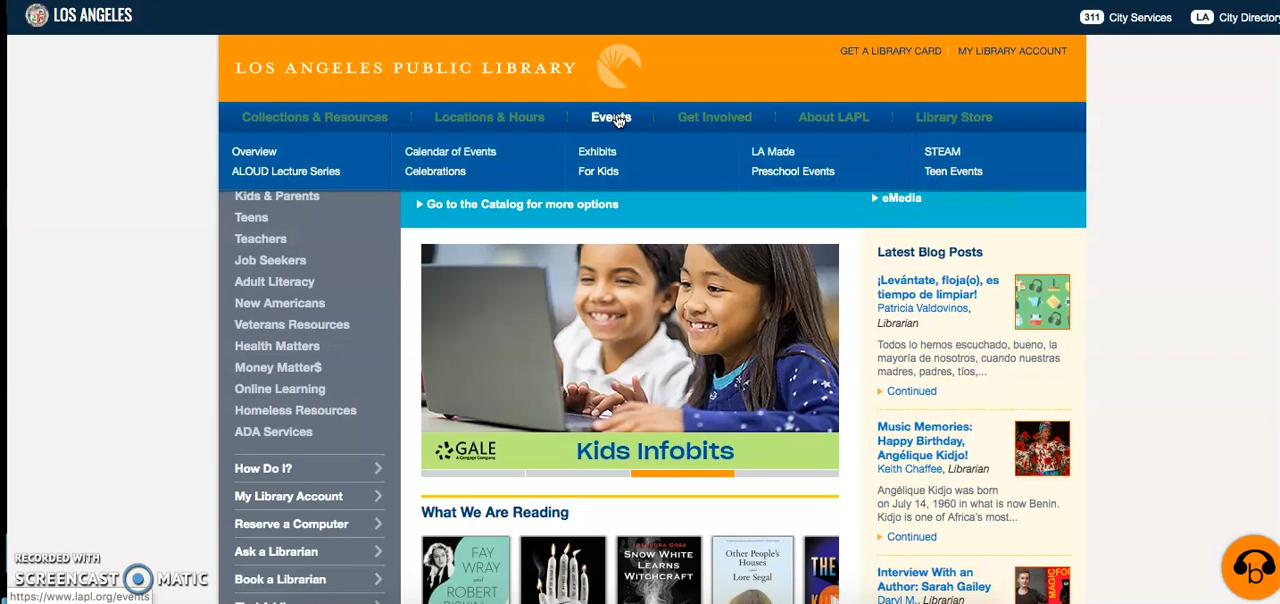 LOS ANGELES
311 City Services
LA City Directory
GET A LIBRARY CARD
MY LIBRARY ACCOUNT
LOS ANGELES PUBLIC LIBRARY
Collections & Resources
Locations & Hours
Events
Get Involved
About LAPL
Library Store
Overview
Calendar of Events
Exhibits
LA Made
STEAM
ALOUD Lecture Series
Celebrations
For Kids
Preschool Events
Teen Events
Kids & Parents
Teens
Teachers
Job Seekers
Adult Literacy
New Americans
Veterans Resources
Health Matters
Money Matter$
Online Learning
Homeless Resources
ADA Services
How Do I?
My Library Account
Reserve a Computer
Ask a Librarian
Book a Librarian
Go to the Catalog for more options
eMedia
GALE
A Cengage Company
Kids Infobits
What We Are Reading
FAY
WRAY
AND
ROBERT
SNOW WHITE
LEARNS
WITCHCRAFT
Other People's
Houses
Lore Segal
THE
Latest Blog Posts
¡Levántate, floja(o), es
tiempo de limpiar!
Patricia Valdovinos,
Librarian
Todos lo hemos escuchado, bueno, la
mayoría de nosotros, cuando nuestras
madres, padres, tíos,...
Continued
Music Memories:
Happy Birthday,
Angélique Kidjo!
Keith Chaffee, Librarian
Angélique Kidjo was born
on July 14, 1960 in what is now Benin.
Kidjo is one of Africa's most...
Continued
Interview With an
Author: Sarah Gailey
Daryl M., Librarian
MAGIC
FOR
b
RECORDED WITH
SCREENCAST MATIC
https://www.lapl.org/events